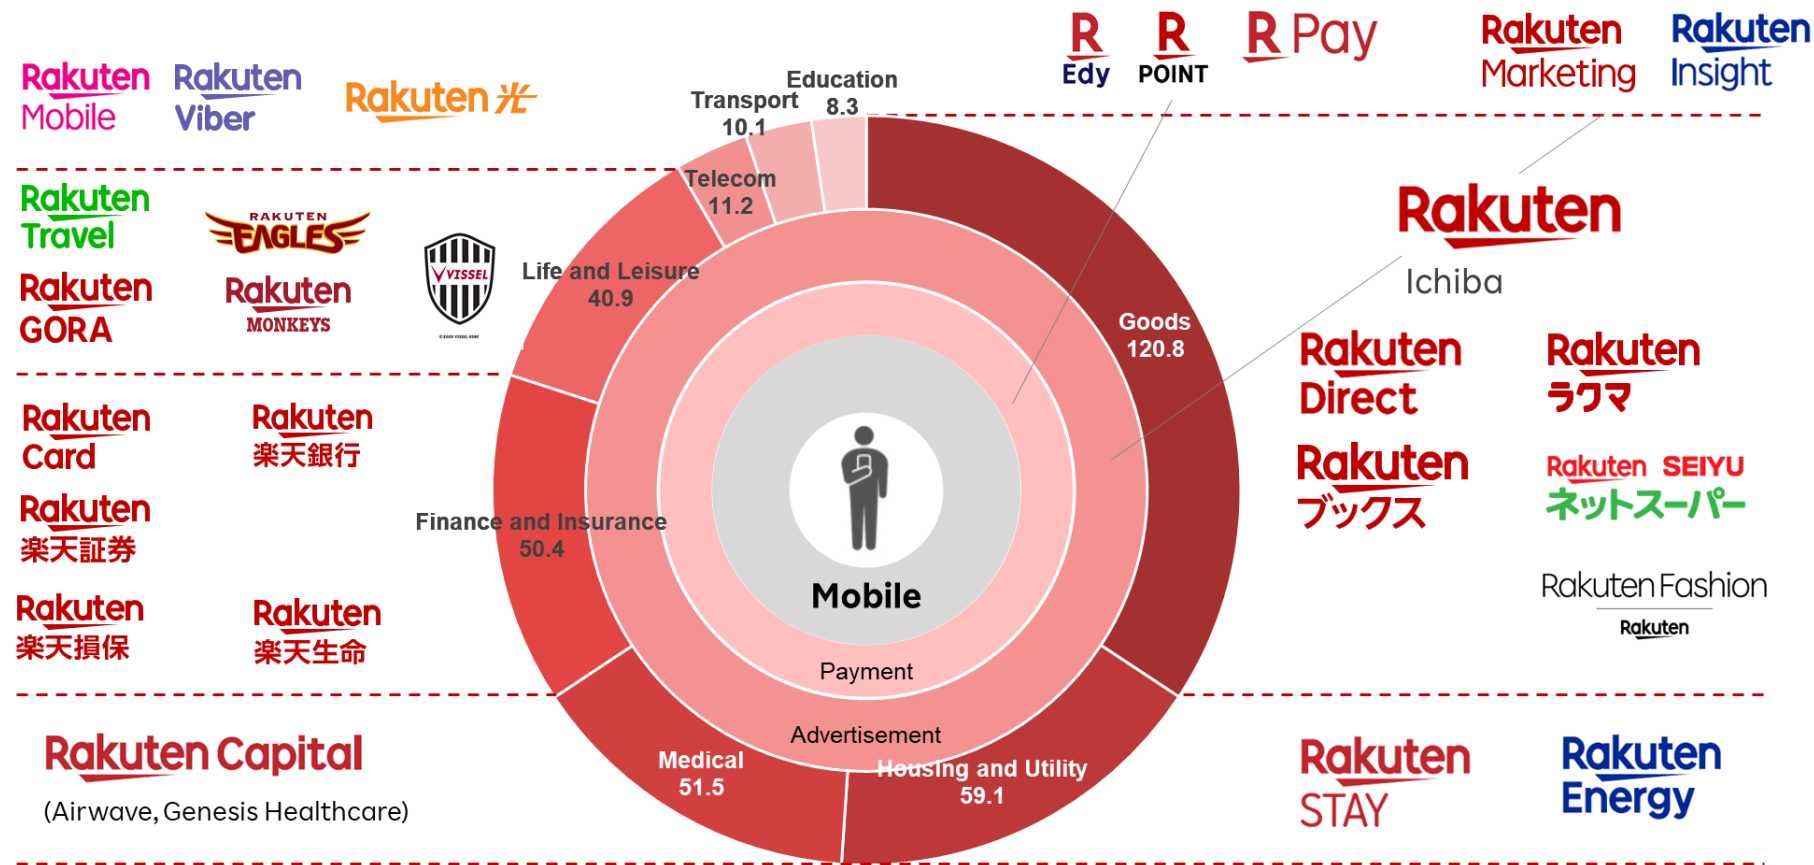 Rakuten
Mobile
Rakuten
Viber
Rakuten 光
R
Edy
R
POINT
R Pay
Rakuten
Marketing
Rakuten
Insight
Education
8.3
Transport
10.1
Telecom
11.2
Rakuten
Travel
RAKUTEN
EAGLES
VISSEL
Rakuten
GORA
Rakuten
MONKEYS
Life and Leisure
40.9
Goods
120.8
Rakuten
Ichiba
Rakuten
Direct
Rakuten
ラクマ
Rakuten
ブックス
Rakuten SEIYU
ネットスーパー
Rakuten Fashion
Rakuten
Rakuten
Card
Rakuten
楽天銀行
Rakuten
楽天証券
Rakuten
楽天損保
Rakuten
楽天生命
Finance and Insurance
50.4
Mobile
Payment
Advertisement
Medical
51.5
Housing and Utility
59.1
Rakuten Capital
(Airwave, Genesis Healthcare)
Rakuten
STAY
Rakuten
Energy